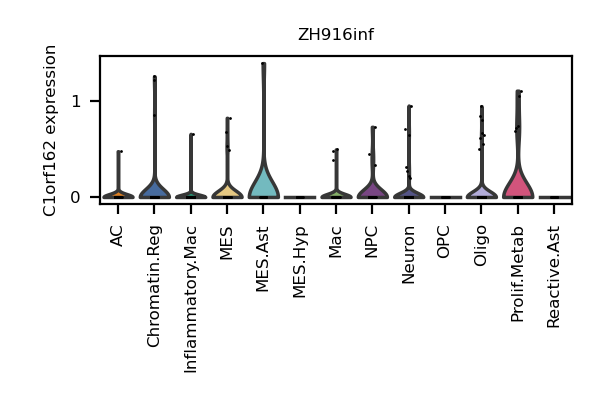 ZH916inf
C1orf162 expression
1
0
AC
Chromatin.Reg
Inflammatory.Mac
MES
MES.Ast
MES.Hyp
Mac
NPC
Neuron
OPC
Oligo
Prolif.Metab
Reactive.Ast